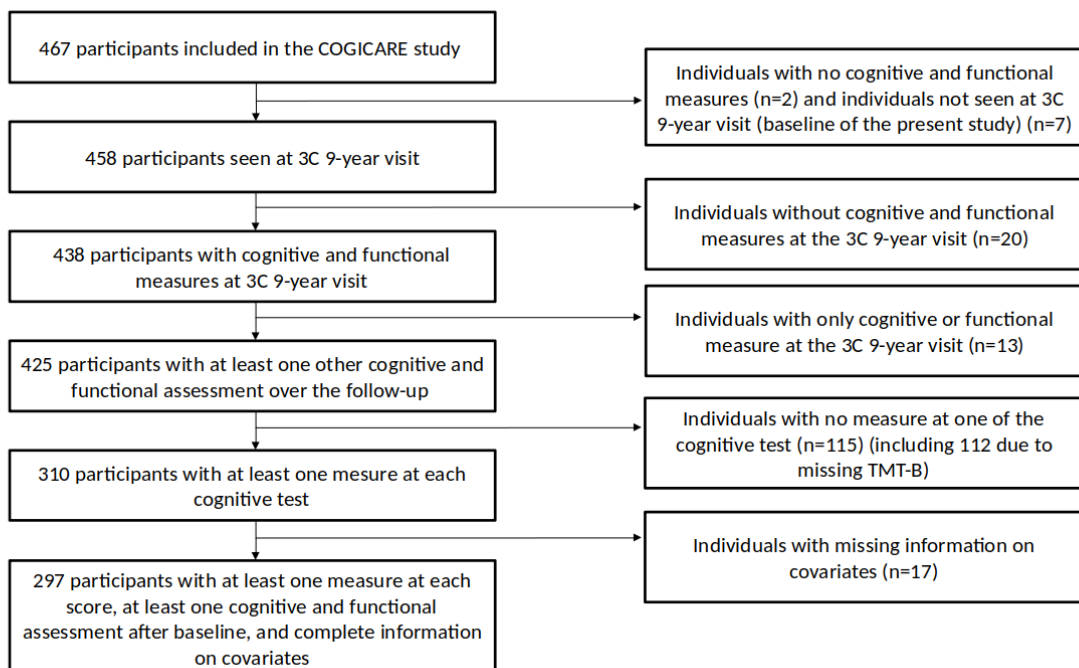 467 participants included in the COGICARE study
Individuals with no cognitive and functional
measures (n=2) and individuals not seen at 3C
9-year visit (baseline of the present study) (n=7)
458 participants seen at 3C 9-year visit
Individuals without cognitive and functional
measures at the 3C 9-year visit (n=20)
438 participants with cognitive and functional
measures at 3C 9-year visit
Individuals with only cognitive or functional
measure at the 3C 9-year visit (n=13)
425 participants with at least one other cognitive and
functional assessment over the follow-up
Individuals with no measure at one of the
cognitive test (n=115) (including 112 due to
missing TMT-B)
310 participants with at least one mesure at each
cognitive test
Individuals with missing information on
covariates (n=17)
297 participants with at least one measure at each
score, at least one cognitive and functional
assessment after baseline, and complete information
on covariates